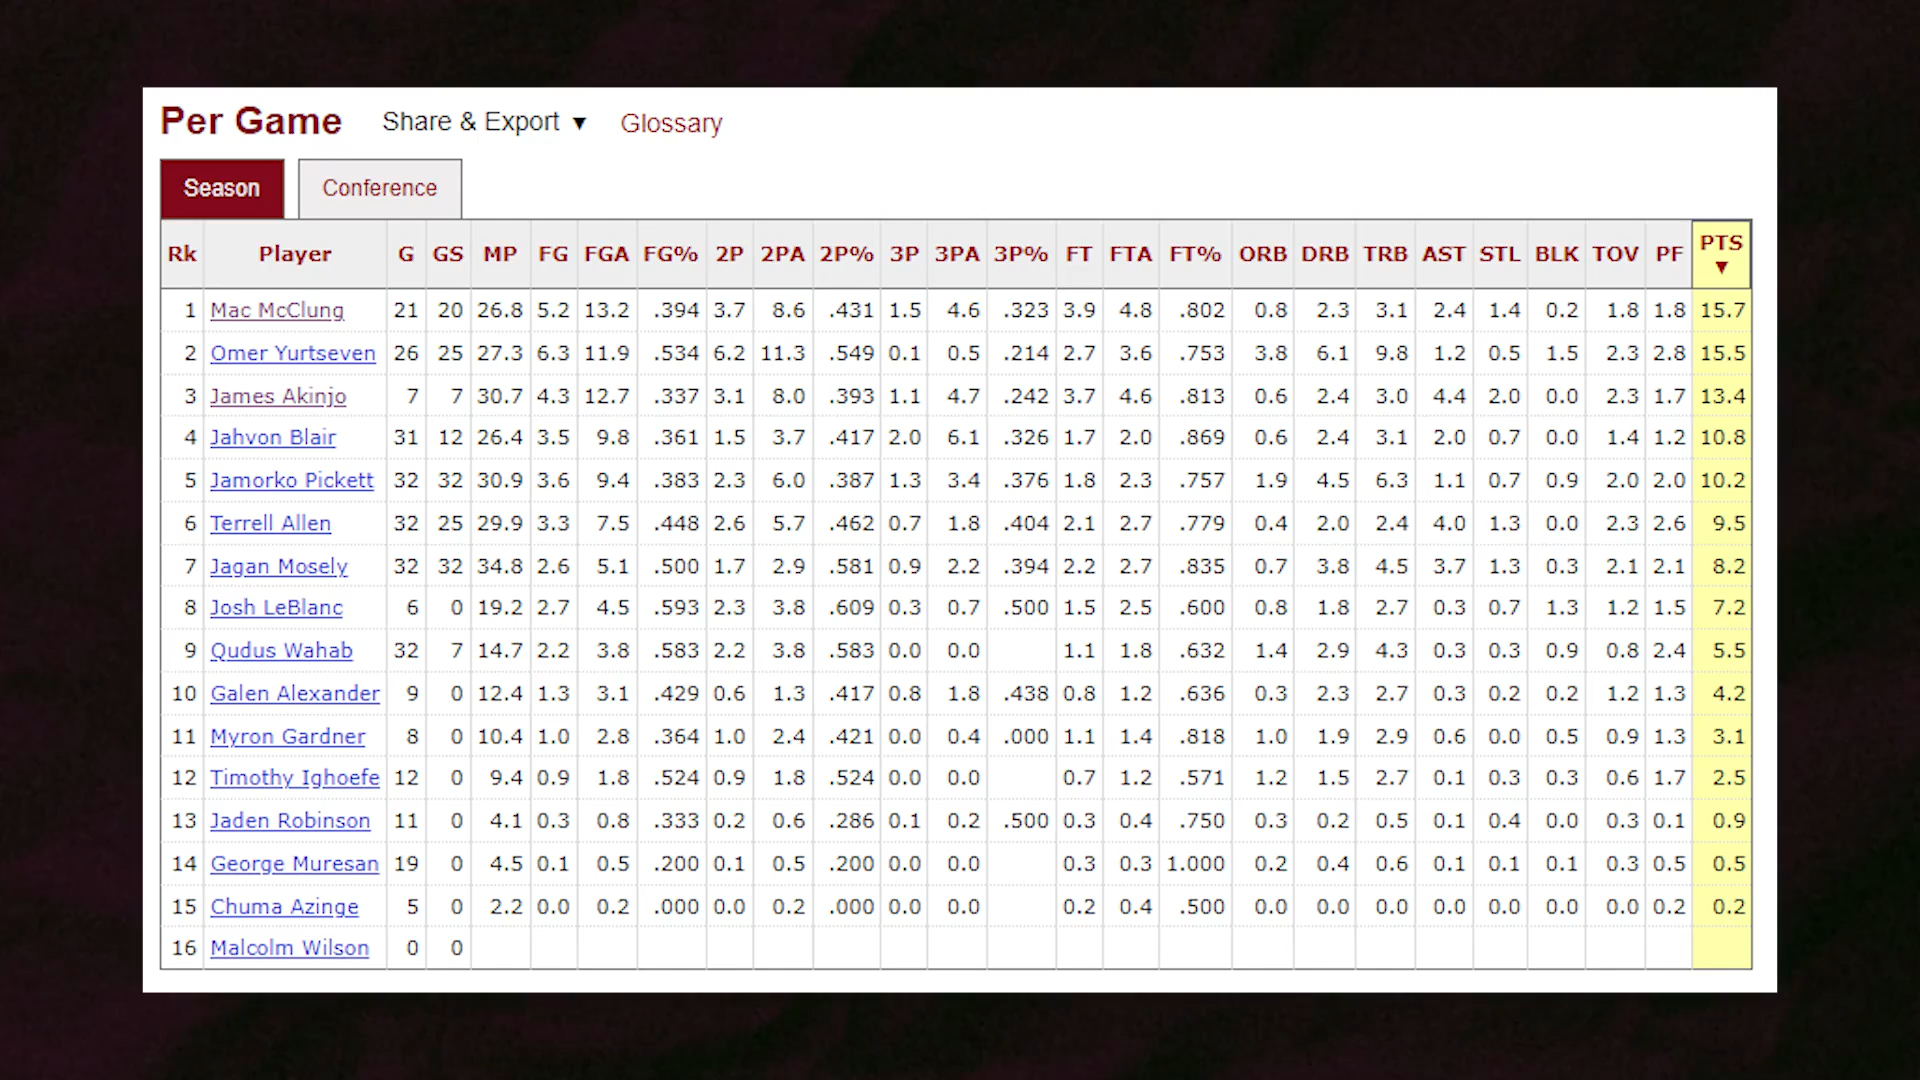 Per Game Share & Export ▼ Glossary
Season Conference
Rk Player G GS MP FG FGA FG% 2P 2PA 2P% 3P 3PA 3P% FT FTA FT% ORB DRB TRB AST STL BLK TOV PF PTS ▼
1 Mac McClung 21 20 26.8 5.2 13.2 .394 3.7 8.6 .431 1.5 4.6 .323 3.9 4.8 .802 0.8 2.3 3.1 2.4 1.4 0.2 1.8 1.8 15.7
2 Omer Yurtseven 26 25 27.3 6.3 11.9 .534 6.2 11.3 .549 0.1 0.5 .214 2.7 3.6 .753 3.8 6.1 9.8 1.2 0.5 1.5 2.3 2.8 15.5
3 James Akinjo 7 7 30.7 4.3 12.7 .337 3.1 8.0 .393 1.1 4.7 .242 3.7 4.6 .813 0.6 2.4 3.0 4.4 2.0 0.0 2.3 1.7 13.4
4 Jahvon Blair 31 12 26.4 3.5 9.8 .361 1.5 3.7 .417 2.0 6.1 .326 1.7 2.0 .869 0.6 2.4 3.1 2.0 0.7 0.0 1.4 1.2 10.8
5 Jamorko Pickett 32 32 30.9 3.6 9.4 .383 2.3 6.0 .387 1.3 3.4 .376 1.8 2.3 .757 1.9 4.5 6.3 1.1 0.7 0.9 2.0 2.0 10.2
6 Terrell Allen 32 25 29.9 3.3 7.5 .448 2.6 5.7 .462 0.7 1.8 .404 2.1 2.7 .779 0.4 2.0 2.4 4.0 1.3 0.0 2.3 2.6 9.5
7 Jagan Mosely 32 32 34.8 2.6 5.1 .500 1.7 2.9 .581 0.9 2.2 .394 2.2 2.7 .835 0.7 3.8 4.5 3.7 1.3 0.3 2.1 2.1 8.2
8 Josh LeBlanc 6 0 19.2 2.7 4.5 .593 2.3 3.8 .609 0.3 0.7 .500 1.5 2.5 .600 0.8 1.8 2.7 0.3 0.7 1.3 1.2 1.5 7.2
9 Qudus Wahab 32 7 14.7 2.2 3.8 .583 2.2 3.8 .583 0.0 0.0 1.1 1.8 .632 1.4 2.9 4.3 0.3 0.3 0.9 0.8 2.4 5.5
10 Galen Alexander 9 0 12.4 1.3 3.1 .429 0.6 1.3 .417 0.8 1.8 .438 0.8 1.2 .636 0.3 2.3 2.7 0.3 0.2 0.2 1.2 1.3 4.2
11 Myron Gardner 8 0 10.4 1.0 2.8 .364 1.0 2.4 .421 0.0 0.4 .000 1.1 1.4 .818 1.0 1.9 2.9 0.6 0.0 0.5 0.9 1.3 3.1
12 Timothy Ighoefe 12 0 9.4 0.9 1.8 .524 0.9 1.8 .524 0.0 0.0 0.7 1.2 .571 1.2 1.5 2.7 0.1 0.3 0.3 0.6 1.7 2.5
13 Jaden Robinson 11 0 4.1 0.3 0.8 .333 0.2 0.6 .286 0.1 0.2 .500 0.3 0.4 .750 0.3 0.2 0.5 0.1 0.4 0.0 0.3 0.1 0.9
14 George Muresan 19 0 4.5 0.1 0.5 .200 0.1 0.5 .200 0.0 0.0 0.3 0.3 1.000 0.2 0.4 0.6 0.1 0.1 0.1 0.3 0.5 0.5
15 Chuma Azinge 5 0 2.2 0.0 0.2 .000 0.0 0.2 .000 0.0 0.0 0.2 0.4 .500 0.0 0.0 0.0 0.0 0.0 0.0 0.0 0.2 0.2
16 Malcolm Wilson 0 0